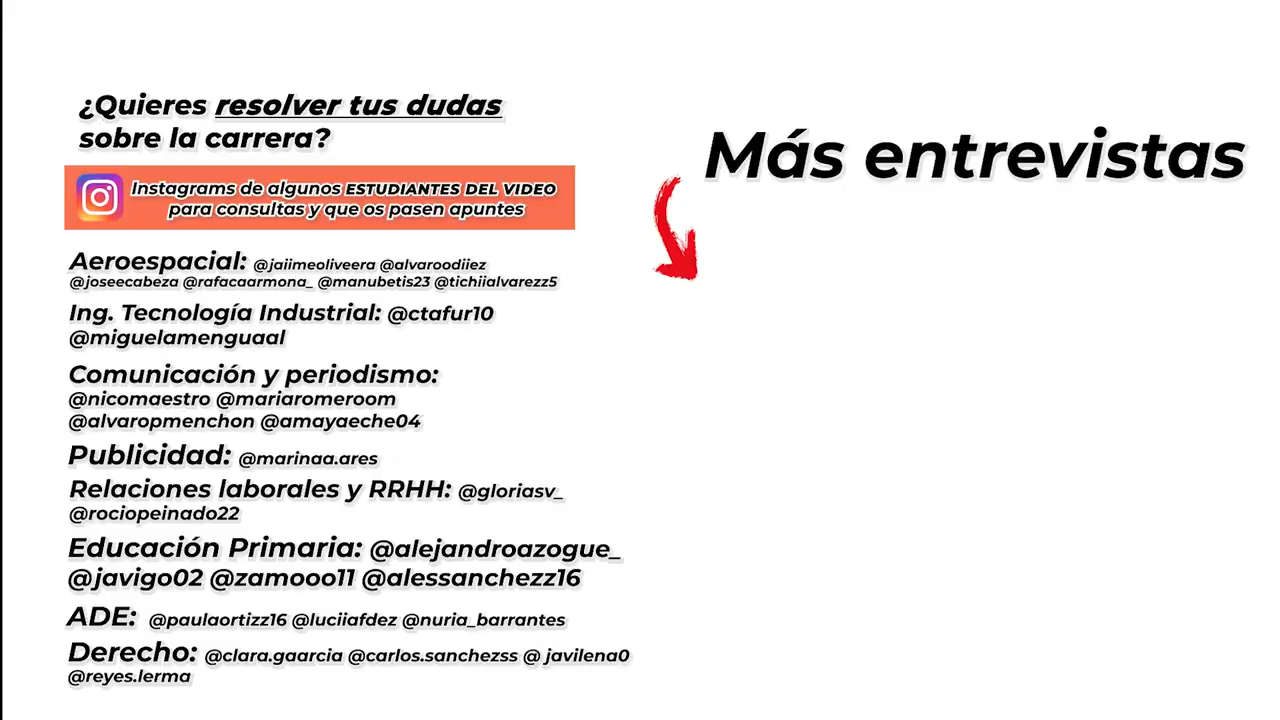 ¿Quieres resolver tus dudas
sobre la carrera?
Instagrams de algunos ESTUDIANTES DEL VIDEO
para consultas y que os pasen apuntes
Aeroespacial: @jaiimeoliveera @alvaroodiiez
@joseecabeza @rafacaarmona_ @manubetis23 @tichiialvarezz5
Ing. Tecnología Industrial: @ctafur10
@miguelamenguaal
Comunicación y periodismo:
@nicomaestro @mariaromeroom
@alvaropmenchon @amayaeche04
Publicidad: @marinaa.ares
Relaciones laborales y RRHH: @gloriasv_
@rociopeinado22
Educación Primaria: @alejandroazogue_
@javigo02 @zamooo11 @alessanchezz16
ADE: @paulaortizz16 @luciiafdez @nuria_barrantes
Derecho: @clara.gaarcia @carlos.sanchezss @ javilena0
@reyes.lerma
Más entrevistas